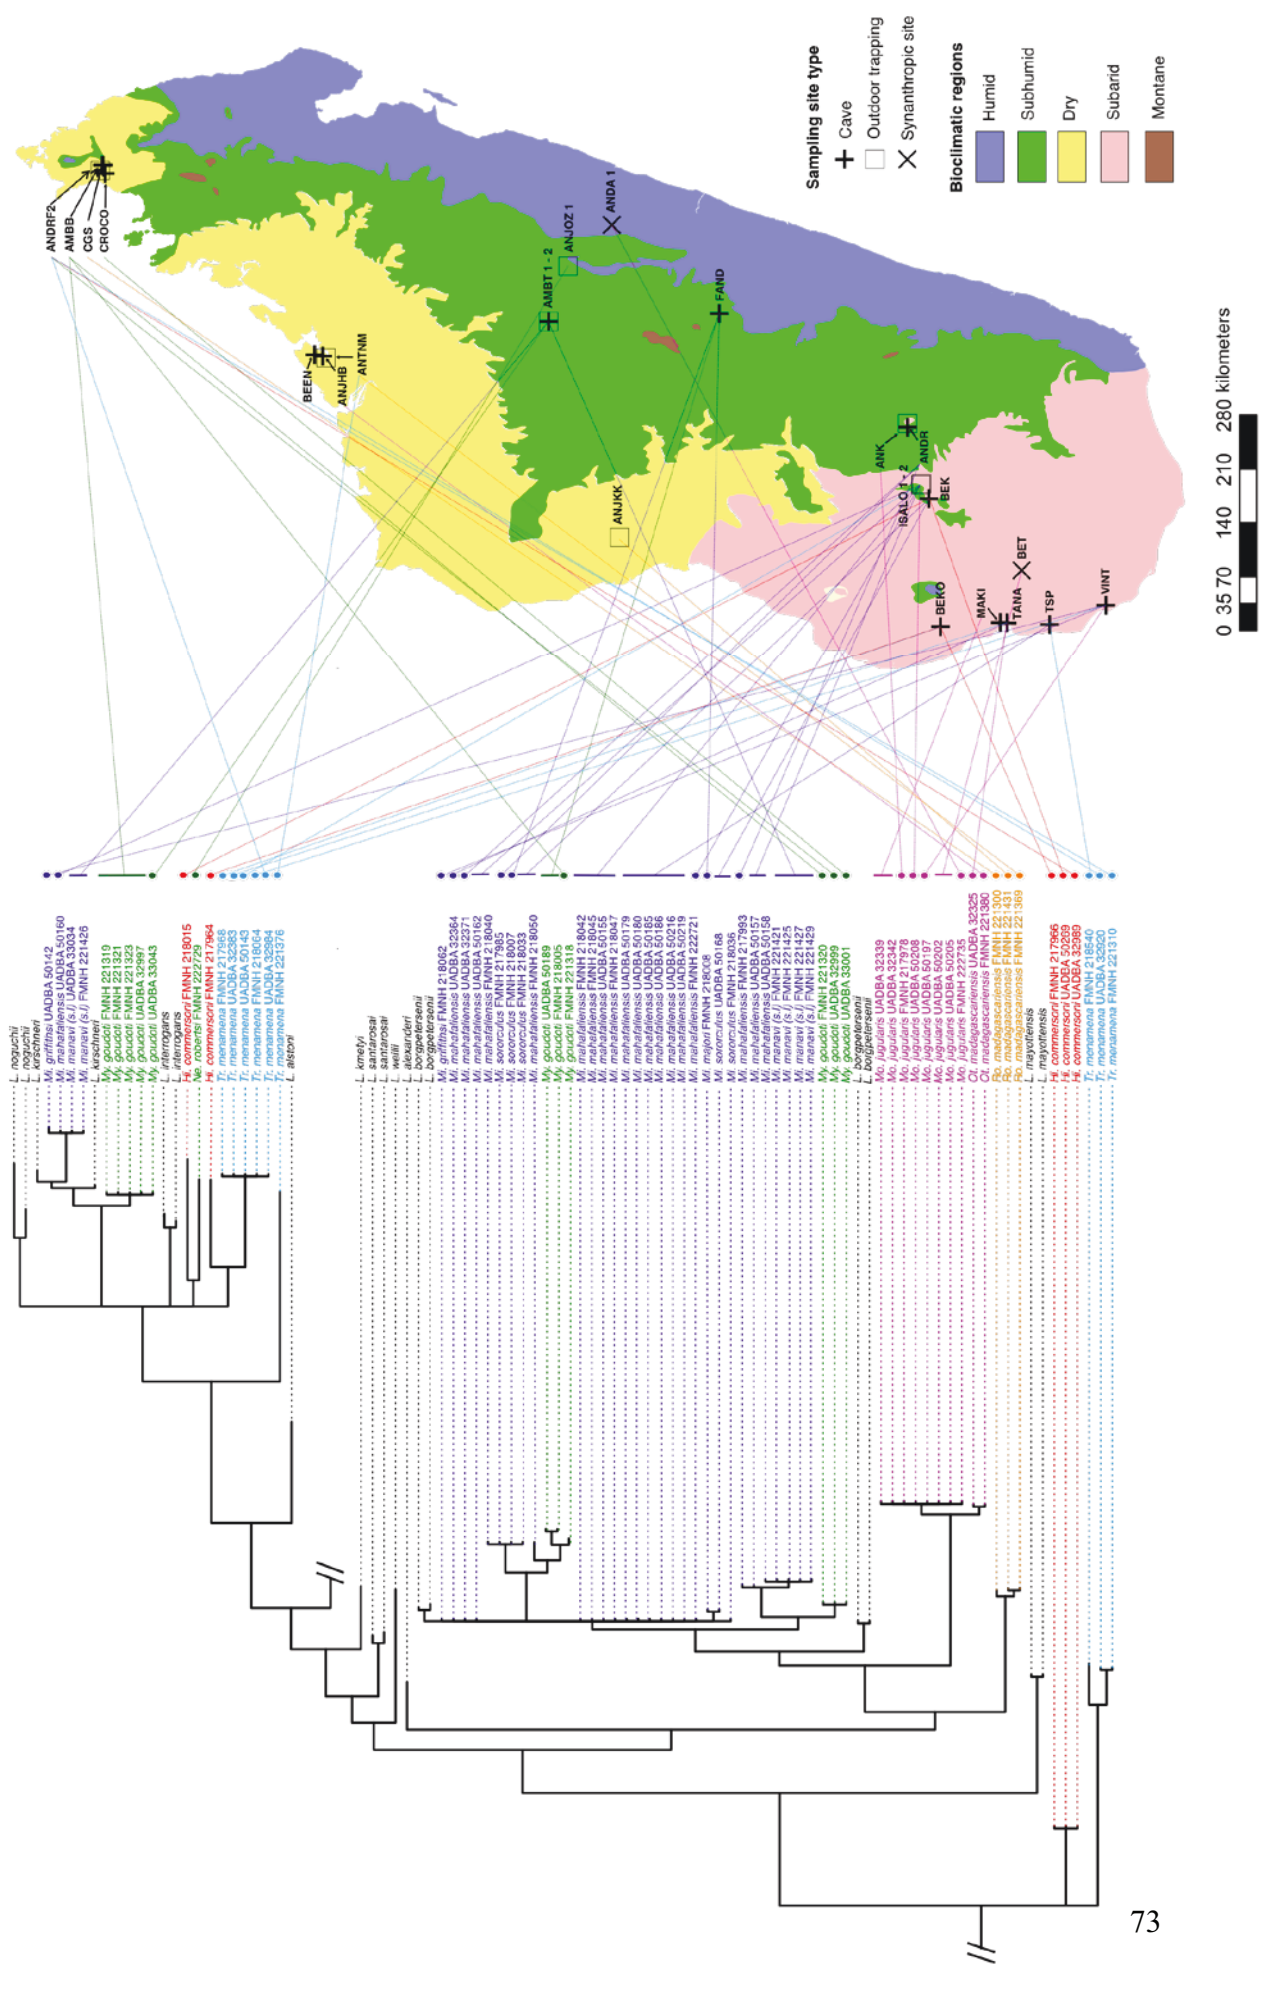 L. noguchii
L. noguchii
L. kirschneri
Mi. griffithsi UADBA 50142
Mi. mahafaliensis UADBA 50160
Mi. manavi (s.l) UADBA 33034
Mi. manavi (s.l) FMNH 221426
L. kirschneri
My. goudoti FMNH 221319
My. goudoti FMNH 221321
My. goudoti FMNH 221323
My. goudoti UADBA 32997
My. goudoti UADBA 33043
L. interrogans
L. interrogans
Hi. commersoni FMNH 218015
Ne. robertsi FMNH 222729
Hi. commersoni FMNH 217964
Tr. menamena FMNH 217968
Tr. menamena UADBA 32983
Tr. menamena UADBA 50143
Tr. menamena FMNH 218064
Tr. menamena UADBA 32984
Tr. menamena FMNH 221376
L. alstoni
L. kmetyi
L. santarosai
L. santarosai
L. weilii
L. alexanderi
L. borgpetersenii
L. borgpetersenii
Mi. griffithsi FMNH 218062
Mi. mahafaliensis UADBA 32364
Mi. mahafaliensis UADBA 32371
Mi. mahafaliensis UADBA 50162
Mi. mahafaliensis FMNH 218040
Mi. sororculus FMNH 217985
Mi. sororculus FMNH 218007
Mi. sororculus FMNH 218033
Mi. mahafaliensis FMNH 218050
My. goudoti UADBA 50189
My. goudoti FMNH 218005
My. goudoti FMNH 221318
Mi. mahafaliensis FMNH 218042
Mi. mahafaliensis FMNH 218045
Mi. mahafaliensis UADBA 50155
Mi. mahafaliensis FMNH 218047
Mi. mahafaliensis UADBA 50179
Mi. mahafaliensis UADBA 50180
Mi. mahafaliensis UADBA 50185
Mi. mahafaliensis UADBA 50186
Mi. mahafaliensis UADBA 50216
Mi. mahafaliensis UADBA 50219
Mi. mahafaliensis FMNH 222721
Mi. majori FMNH 218008
Mi. sororculus UADBA 50168
Mi. sororculus FMNH 218036
Mi. mahafaliensis FMNH 217993
Mi. mahafaliensis UADBA 50157
Mi. mahafaliensis UADBA 50158
Mi. manavi (s.l) FMNH 221421
Mi. manavi (s.l) FMNH 221425
Mi. manavi (s.l) FMNH 221427
Mi. manavi (s.l) FMNH 221429
My. goudoti FMNH 221320
My. goudoti UADBA 32999
My. goudoti UADBA 33001
L. borgpetersenii
L. borgpetersenii
Mo. jugularis UADBA 32339
Mo. jugularis UADBA 32342
Mo. jugularis FMNH 217978
Mo. jugularis UADBA 50208
Mo. jugularis UADBA 50197
Mo. jugularis UADBA 50202
Mo. jugularis UADBA 50205
Mo. jugularis FMNH 222735
Ot. madagascariensis UADBA 32325
Ot. madagascariensis FMNH 221380
Ro. madagascariensis FMNH 221300
Ro. madagascariensis FMNH 221431
Ro. madagascariensis FMNH 221369
L. mayottensis
L. mayottensis
Hi. commersoni FMNH 217966
Hi. commersoni UADBA 50209
Hi. commersoni UADBA 32989
Tr. menamena FMNH 218540
Tr. menamena UADBA 32020
Tr. menamena FMNH 221310
ANDRF2
AMBB
CGS
CROCO
BEEN
ANJHB
ANTNM
AMBT 1 - 2
ANJOZ 1
ANDA 1
ANJKK
FAND
ANK
ANDR
ISALO 1 - 2
BEK
BEKO
MAKI
TANA
BET
TSP
VINT
Sampling site type
Cave
Outdoor trapping
Synanthropic site
Bioclimatic regions
Humid
Subhumid
Dry
Subarid
Montane
0 35 70 140 210 280 kilometers
73